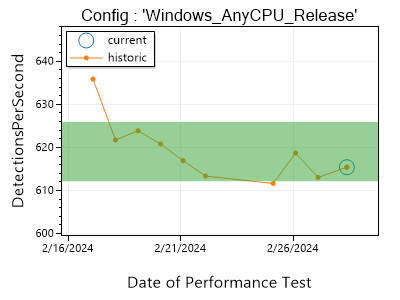 Config : 'Windows_AnyCPU_Release'
current
historic
DetectionsPerSecond
640
630
620
610
600
2/16/2024
2/21/2024
2/26/2024
Date of Performance Test